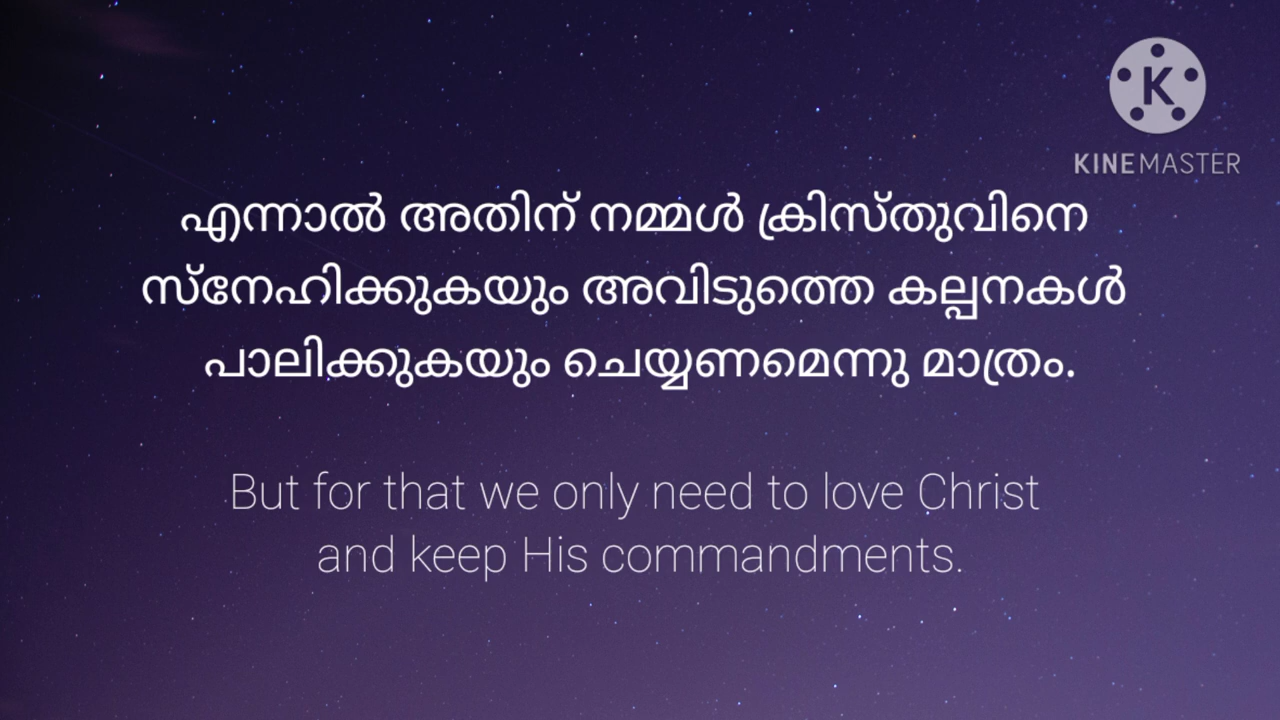 K
KINEMASTER
എന്നാൽ അതിന് നമ്മൾ ക്രിസ്തുവിനെ
സ്നേഹിക്കുകയും അവിടുത്തെ കല്പനകൾ
പാലിക്കുകയും ചെയ്യണമെന്നു മാത്രം.
But for that we only need to love Christ
and keep His commandments.